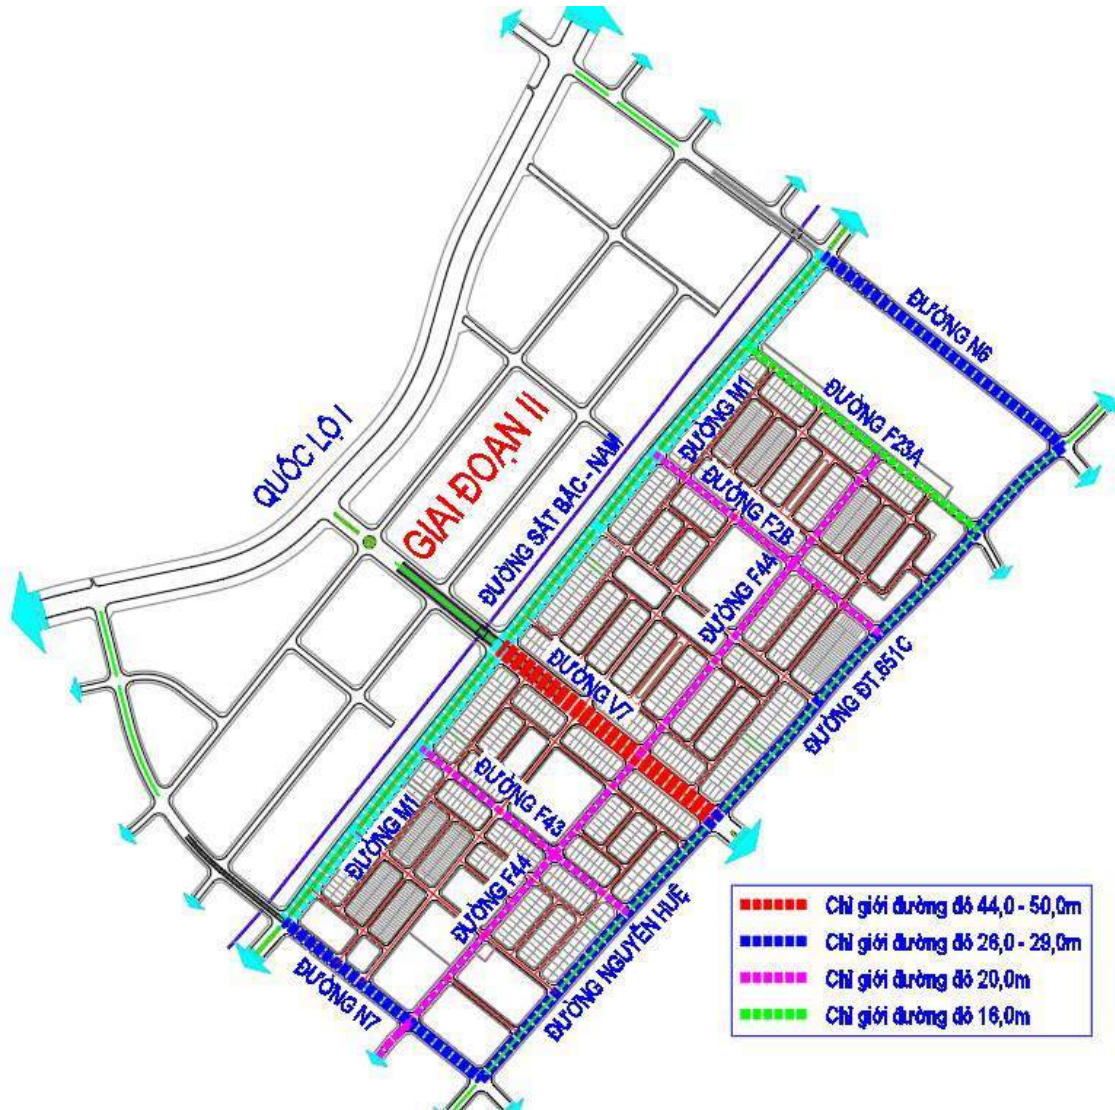 ĐƯỜNG N6
ĐƯỜNG M1
ĐƯỜNG F23A
QUỐC LỘ I
GIAI ĐOẠN II
ĐƯỜNG SẮT BẮC - NAM
ĐƯỜNG F2B
ĐƯỜNG F44
ĐƯỜNG V7
ĐƯỜNG ĐT.651C
ĐƯỜNG F43
ĐƯỜNG M1
ĐƯỜNG F44
ĐƯỜNG NGUYỄN HUỆ
ĐƯỜNG N7
Chỉ giới đường đỏ 44,0 - 50,0m
Chỉ giới đường đỏ 26,0 - 29,0m
Chỉ giới đường đỏ 20,0m
Chỉ giới đường đỏ 16,0m